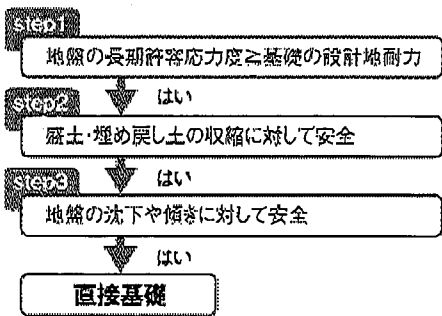 step1
地盤の長期許容応力度≧基礎の設計地耐力
はい
step2
盛土・埋め戻し土の収縮に対して安全
はい
step3
地盤の沈下や傾きに対して安全
はい
直接基礎